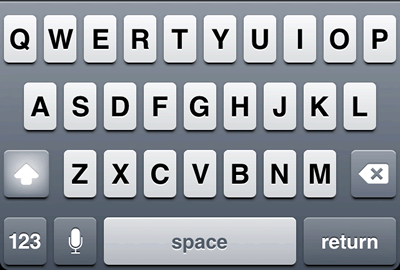 Q W E R T Y U I O P
A S D F G H J K L
Z X C V B N M
123 space return